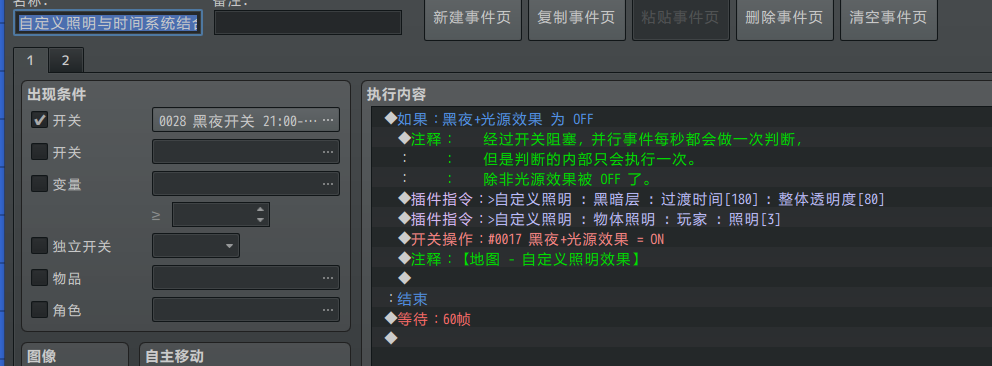 名称： 备注：
自定义照明与时间系统结合
新建事件页 复制事件页 粘贴事件页 删除事件页 清空事件页
1 2
出现条件
开关 0028 黑夜开关 21:00-… …
开关 …
变量 …
≥
独立开关
物品 …
角色 …
图像 自主移动
执行内容
◆如果：黑夜+光源效果 为 OFF
◆注释： 经过开关阻塞，并行事件每秒都会做一次判断，
： ： 但是判断的内部只会执行一次。
： ： 除非光源效果被 OFF 了。
◆插件指令：>自定义照明 : 黑暗层 : 过渡时间[180] : 整体透明度[80]
◆插件指令：>自定义照明 : 物体照明 : 玩家 : 照明[3]
◆开关操作：#0017 黑夜+光源效果 = ON
◆注释：【地图 - 自定义照明效果】
◆
：结束
◆等待：60帧
◆